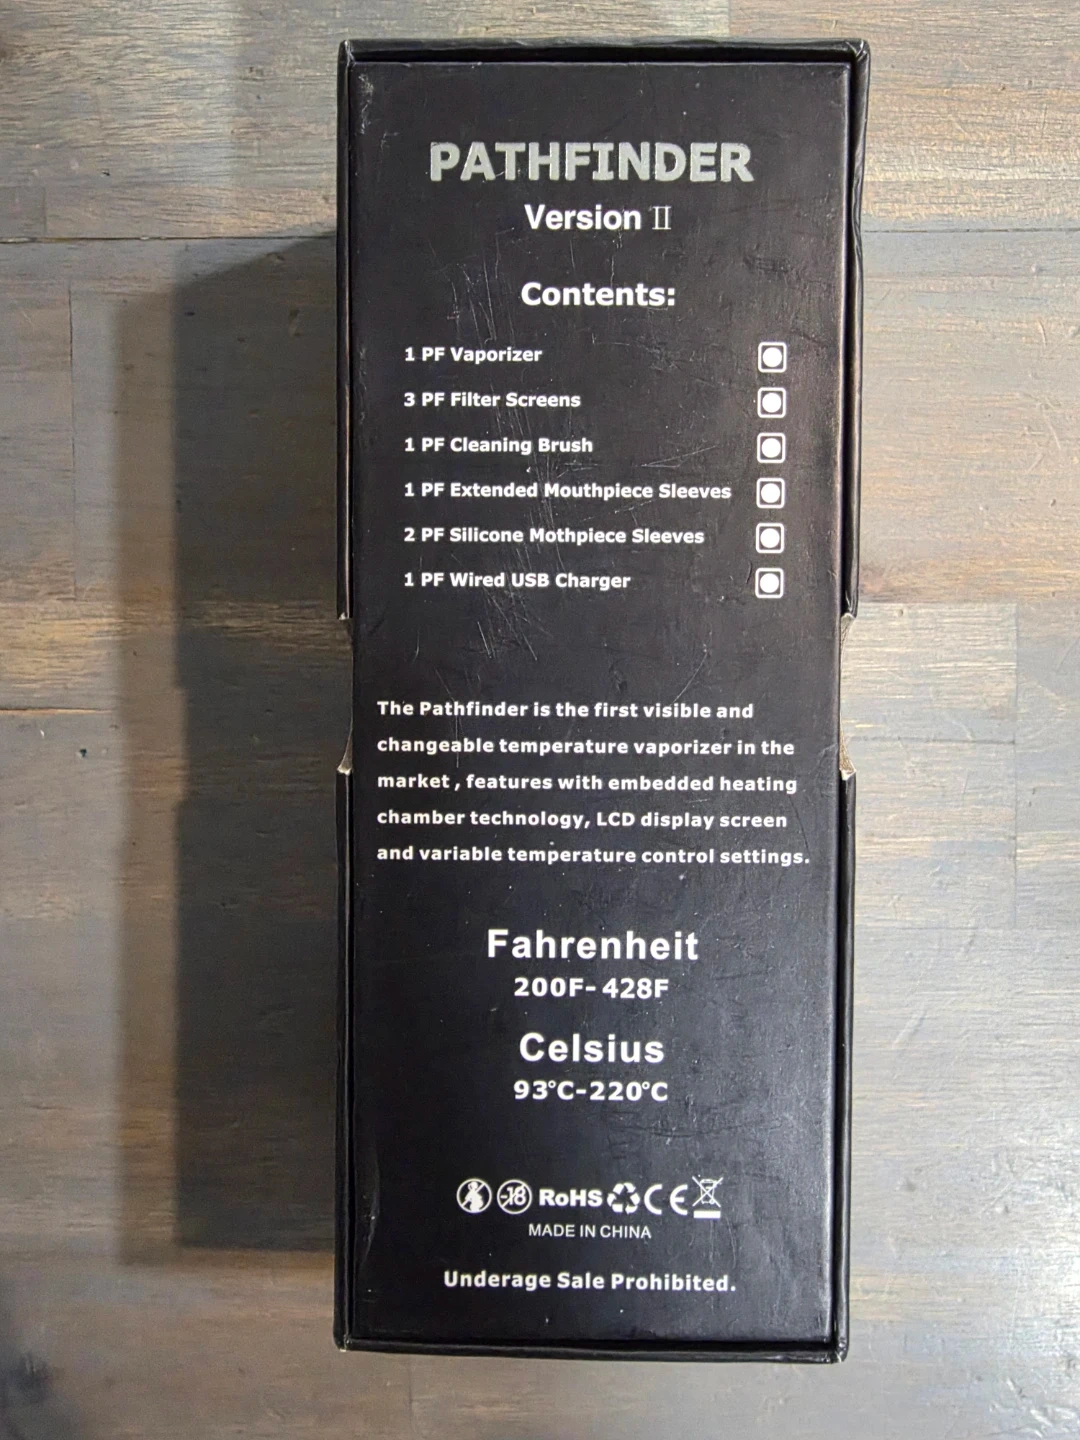 PATHFINDER
Version II
Contents:
1 PF Vaporizer
3 PF Filter Screens
1 PF Cleaning Brush
1 PF Extended Mouthpiece Sleeves
2 PF Silicone Mothpiece Sleeves
1 PF Wired USB Charger
The Pathfinder is the first visible and
changeable temperature vaporizer in the
market , features with embedded heating
chamber technology, LCD display screen
and variable temperature control settings.
Fahrenheit
200F- 428F
Celsius
93°C-220°C
-18 RoHS CE
MADE IN CHINA
Underage Sale Prohibited.